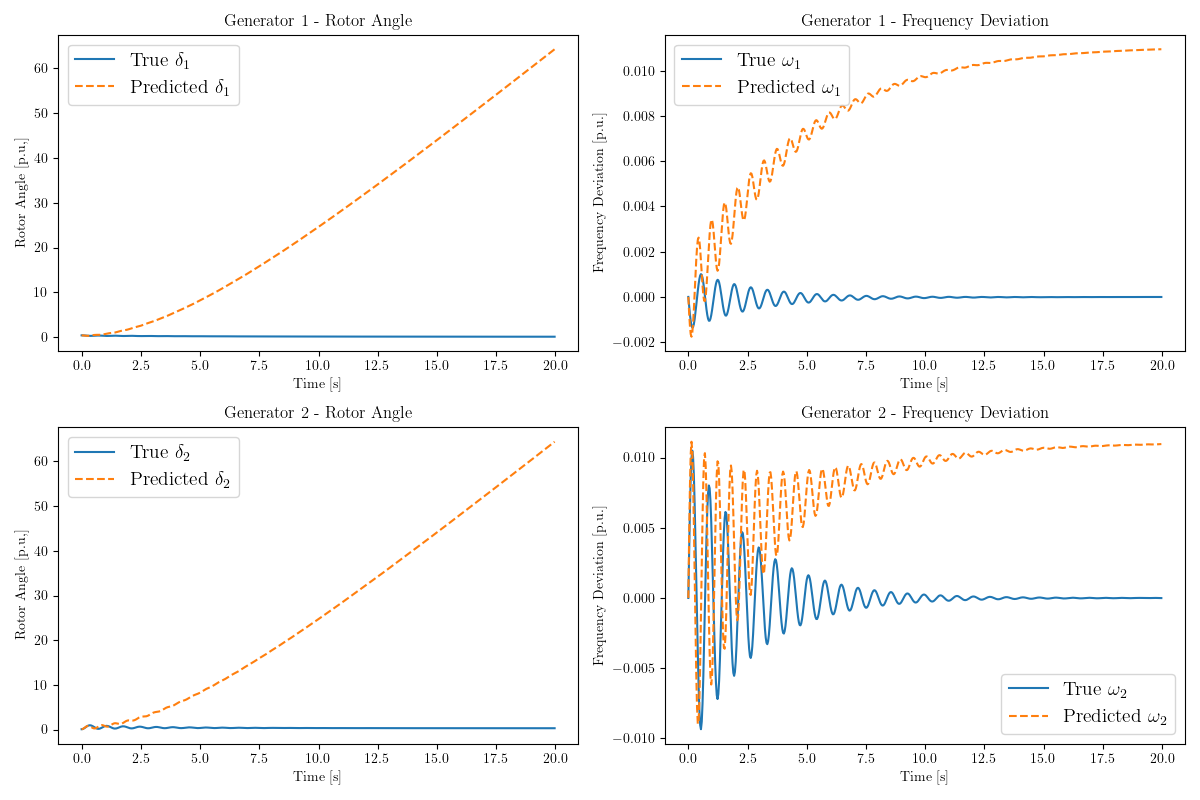 Generator 1 - Rotor Angle
True δ₁
Predicted δ₁
Rotor Angle [p.u.]
60
50
40
30
20
10
0
0.0 2.5 5.0 7.5 10.0 12.5 15.0 17.5 20.0
Time [s]
Generator 1 - Frequency Deviation
True ω₁
Predicted ω₁
Frequency Deviation [p.u.]
0.010
0.008
0.006
0.004
0.002
0.000
−0.002
0.0 2.5 5.0 7.5 10.0 12.5 15.0 17.5 20.0
Time [s]
Generator 2 - Rotor Angle
True δ₂
Predicted δ₂
Rotor Angle [p.u.]
60
50
40
30
20
10
0
0.0 2.5 5.0 7.5 10.0 12.5 15.0 17.5 20.0
Time [s]
Generator 2 - Frequency Deviation
Frequency Deviation [p.u.]
0.010
0.005
0.000
−0.005
−0.010
True ω₂
Predicted ω₂
0.0 2.5 5.0 7.5 10.0 12.5 15.0 17.5 20.0
Time [s]